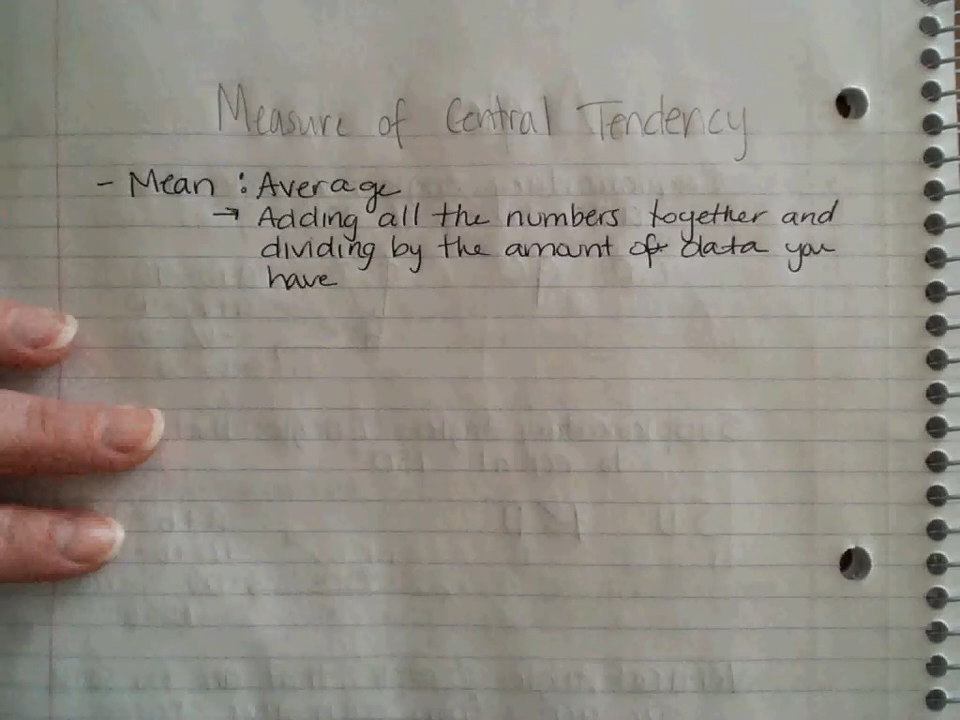 Measure of Central Tendency
- Mean : Average
→ Adding all the numbers together and
dividing by the amount of data you
have